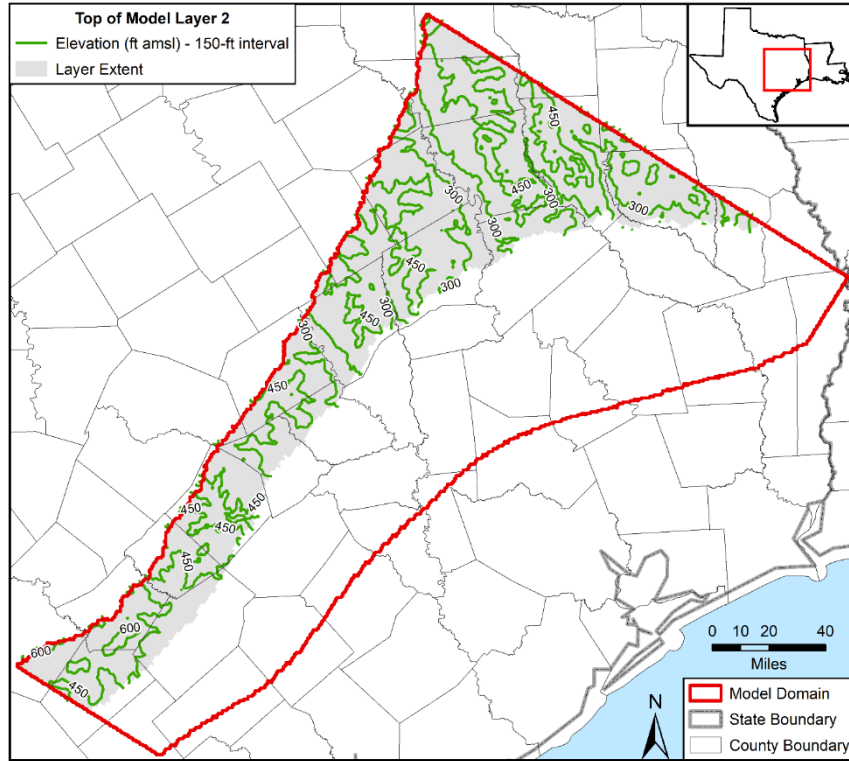 Top of Model Layer 2
Elevation (ft amsl) - 150-ft interval
Layer Extent
450
300
450
300
300
300
450
300
300
300
450
450
450
450
450
450
600
600
450
0 10 20 40
Miles
N
Model Domain
State Boundary
County Boundary